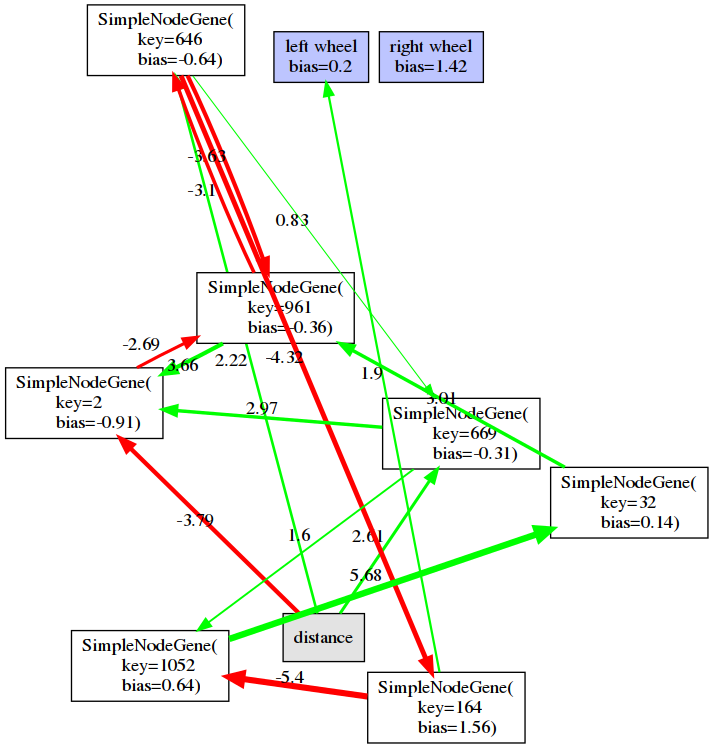 SimpleNodeGene(
key=646
bias=-0.64)
left wheel
bias=0.2
right wheel
bias=1.42
-3.63
-3.1
0.83
SimpleNodeGene(
key=961
bias=-0.36)
-2.69
3.66
2.22
-4.32
1.9
SimpleNodeGene(
key=2
bias=-0.91)
2.97
3.01
SimpleNodeGene(
key=669
bias=-0.31)
SimpleNodeGene(
key=32
bias=0.14)
-3.79
1.6
2.61
5.68
distance
SimpleNodeGene(
key=1052
bias=0.64)
-5.4
SimpleNodeGene(
key=164
bias=1.56)